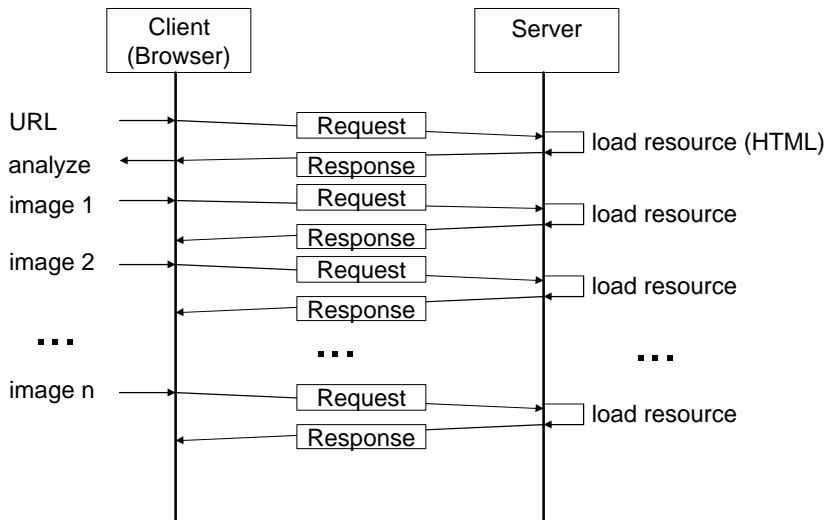 Client
(Browser)
Server
URL
Request
load resource (HTML)
analyze
Response
image 1
Request
load resource
Response
image 2
Request
load resource
Response
...
...
...
image n
Request
load resource
Response